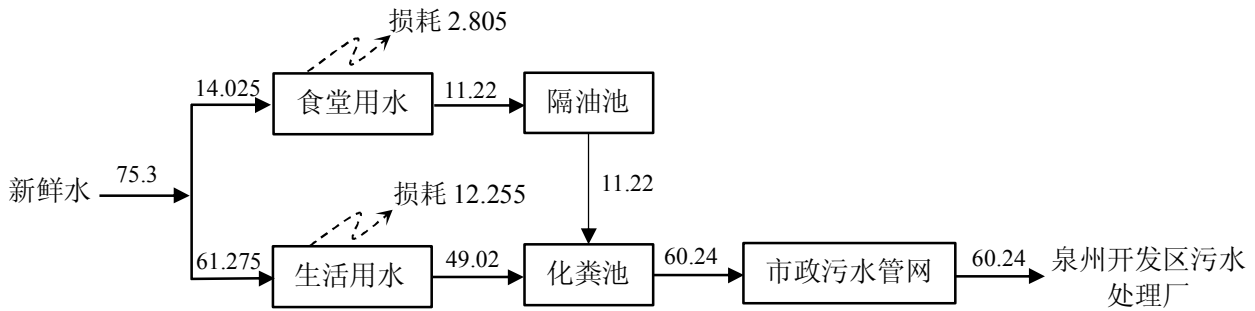 损耗 2.805
14.025
食堂用水
11.22
隔油池
新鲜水
75.3
11.22
损耗 12.255
61.275
生活用水
49.02
化粪池
60.24
市政污水管网
60.24
泉州开发区污水
处理厂